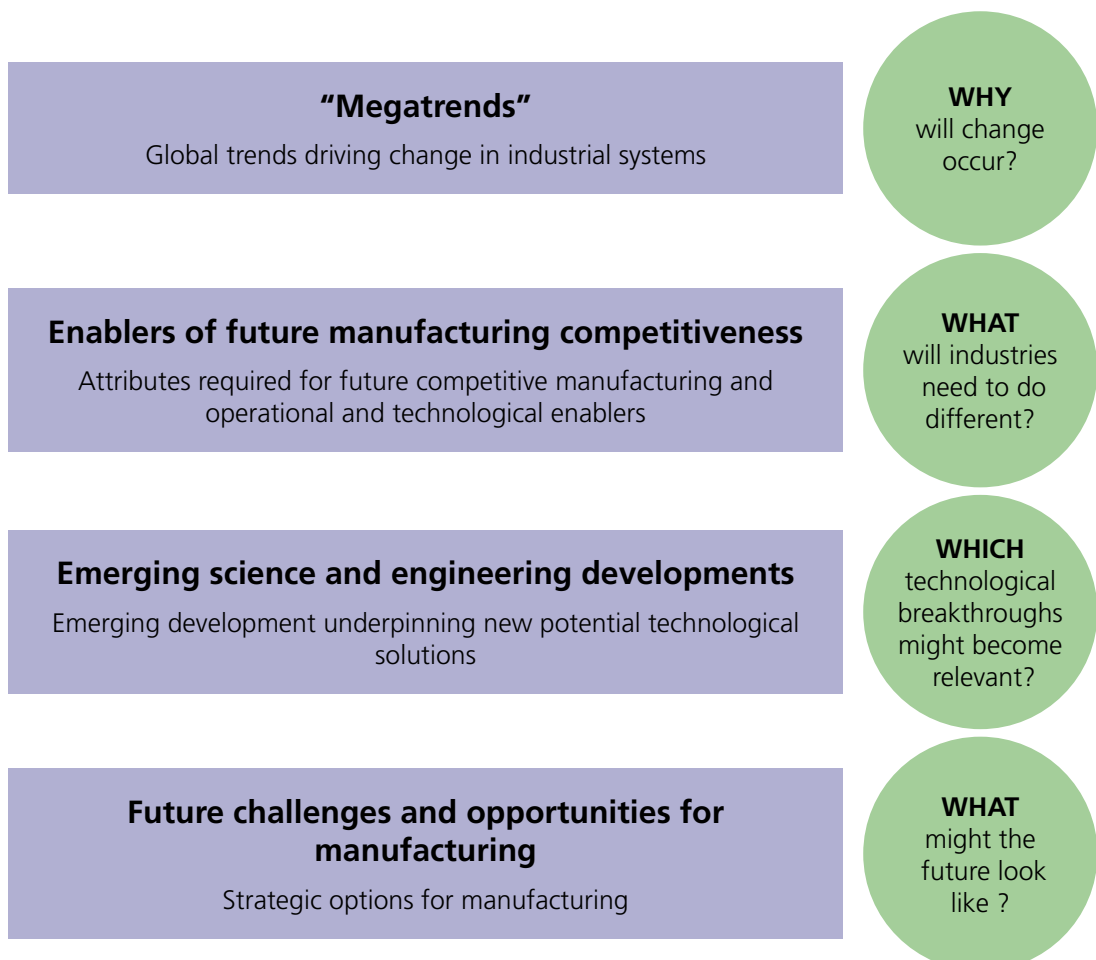 “Megatrends”
Global trends driving change in industrial systems
WHY
will change
occur?
Enablers of future manufacturing competitiveness
Attributes required for future competitive manufacturing and
operational and technological enablers
WHAT
will industries
need to do
different?
Emerging science and engineering developments
Emerging development underpinning new potential technological
solutions
WHICH
technological
breakthroughs
might become
relevant?
Future challenges and opportunities for
manufacturing
Strategic options for manufacturing
WHAT
might the
future look
like ?